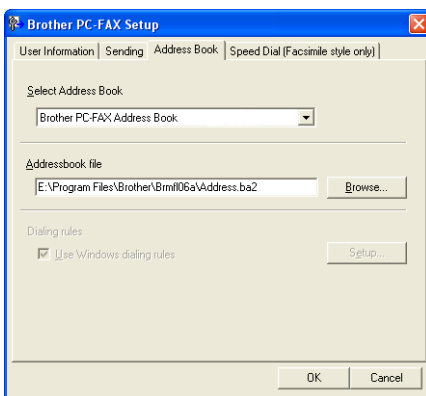 Brother PC-FAX Setup
User Information Sending Address Book Speed Dial (Facsimile style only)
Select Address Book
Brother PC-FAX Address Book
Addressbook file
E:\Program Files\Brother\Brmfl06a\Address.ba2 Browse...
Dialing rules
Use Windows dialing rules Setup...
OK Cancel